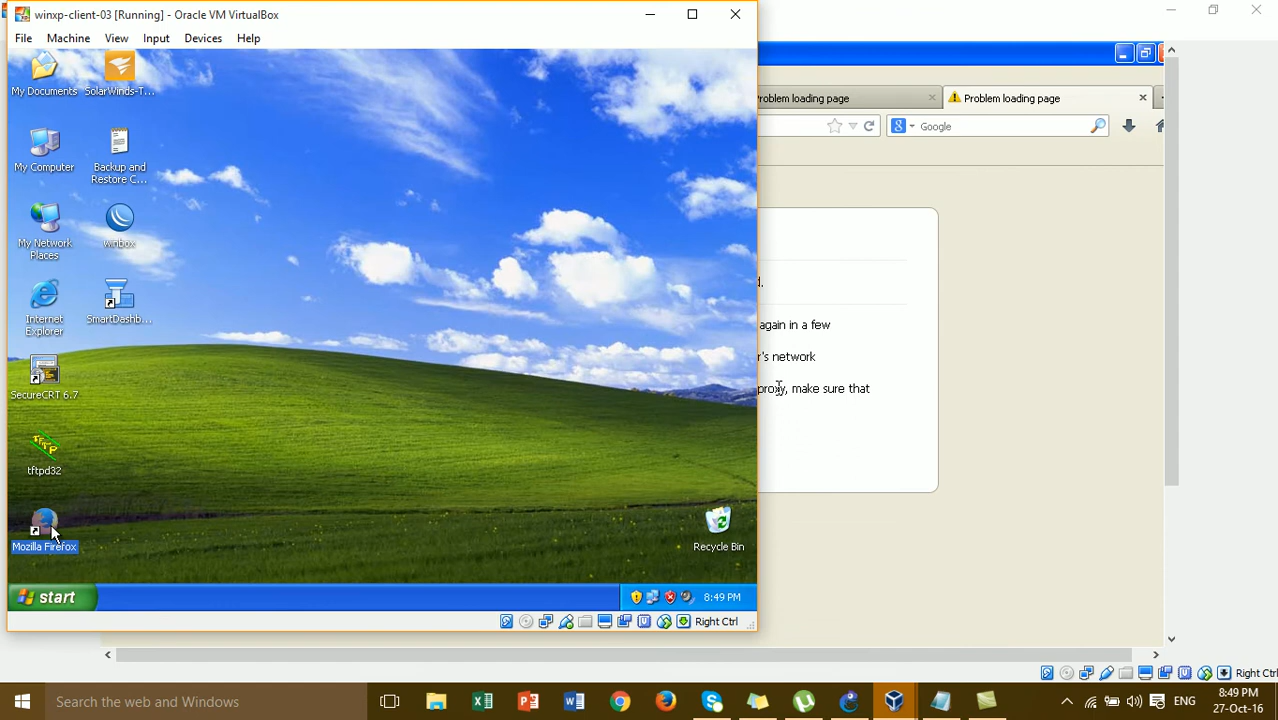 winxp-client-03 [Running] - Oracle VM VirtualBox
File Machine View Input Devices Help
My Documents
SolarWinds-T...
My Computer
Backup and
Restore C...
My Network
Places
winbox
Internet
Explorer
SmartDashb...
SecureCRT 6.7
tftpd32
Mozilla Firefox
Recycle Bin
start
8:49 PM
Right Ctrl
Problem loading page
Problem loading page
Google
d.
again in a few
r's network
proxy, make sure that
Right Ctrl
Search the web and Windows
ENG
8:49 PM
27-Oct-16